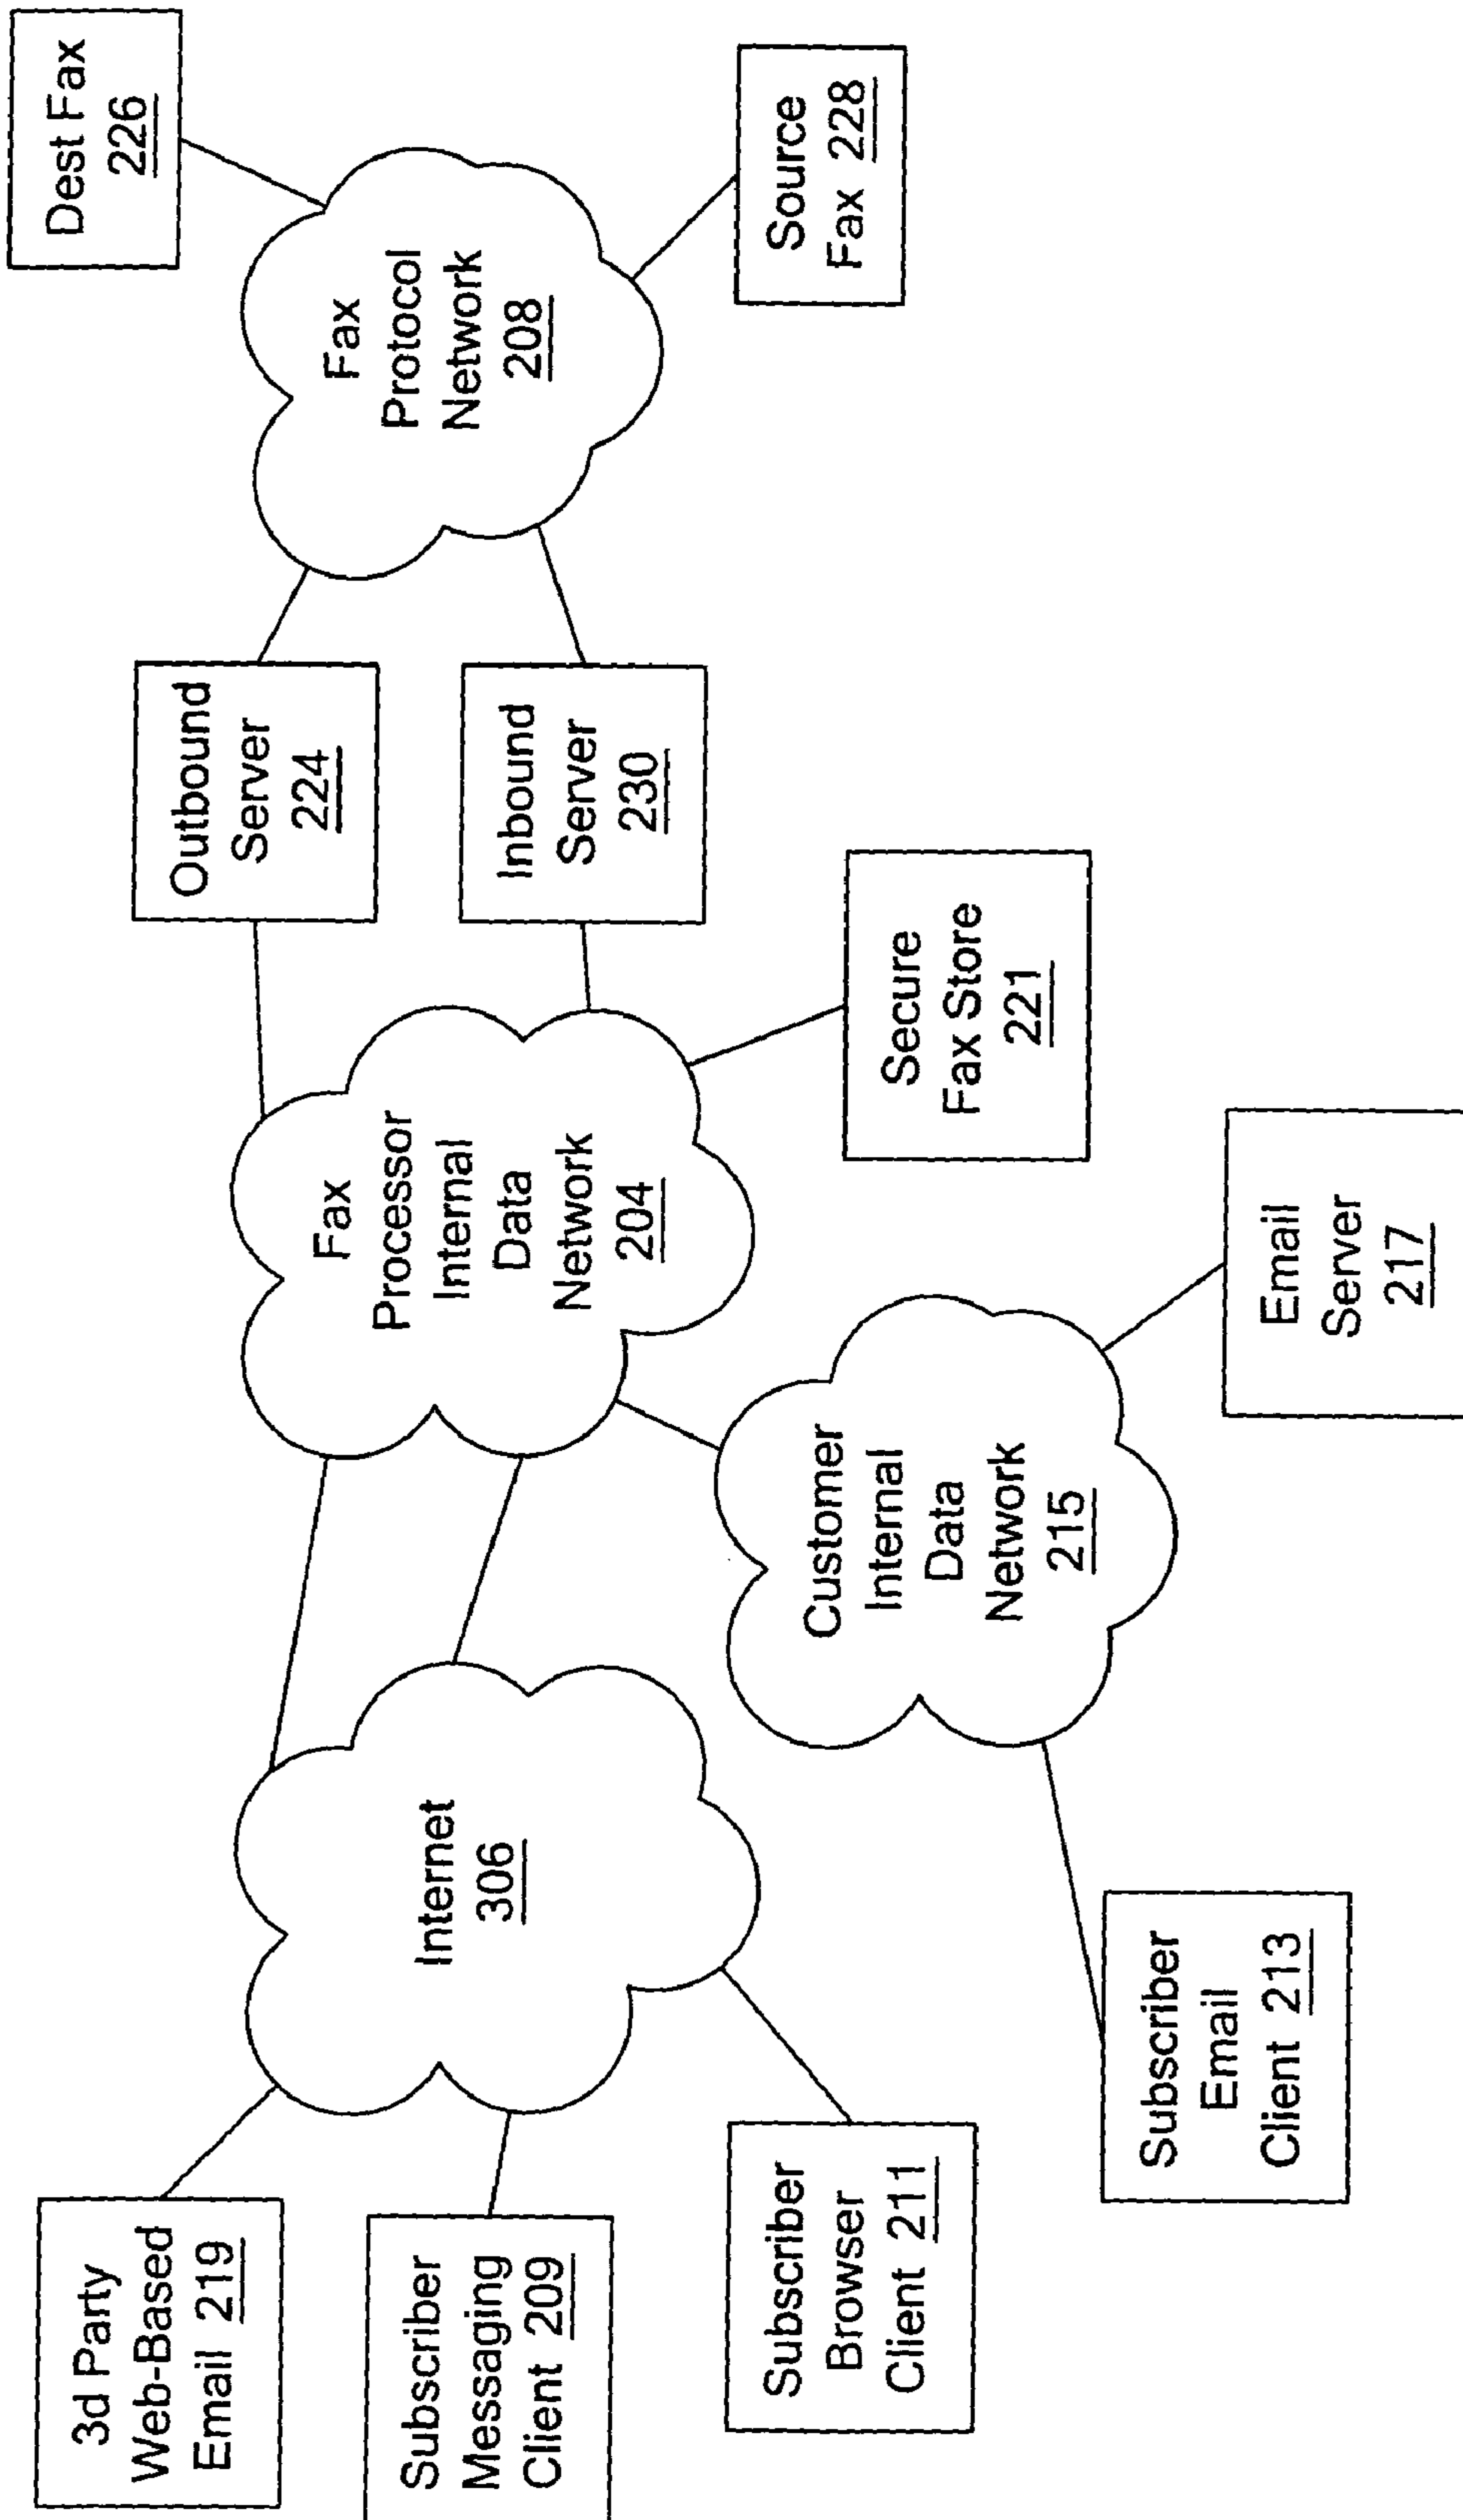 3d Party
Web-Based
Email 219
Subscriber
Messaging
Client 209
Subscriber
Browser
Client 211
Subscriber
Email
Client 213
Internet
306
Customer
Internal
Data
Network
215
Email
Server
217
Fax
Processor
Internal
Data
Network
204
Secure
Fax Store
221
Outbound
Server
224
Inbound
Server
230
Fax
Protocol
Network
208
Dest Fax
226
Source
Fax 228